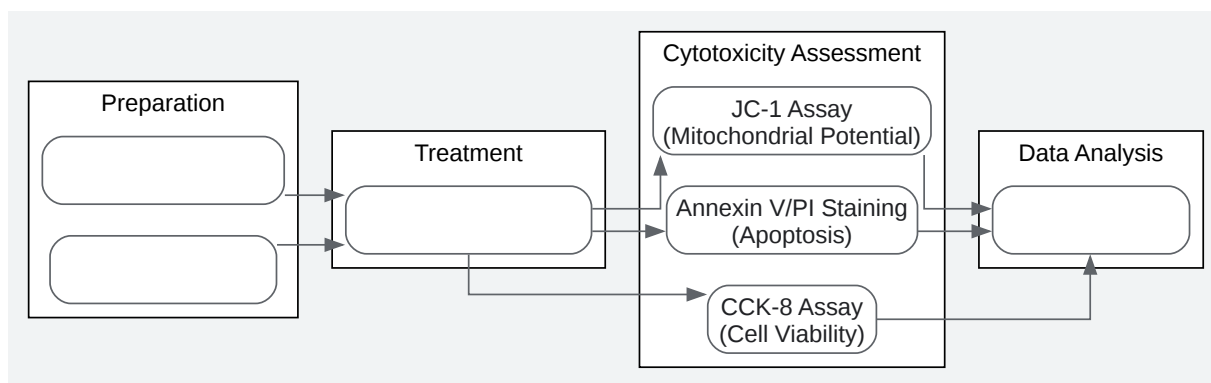 Preparation
Treatment
Cytotoxicity Assessment
JC-1 Assay
(Mitochondrial Potential)
Annexin V/PI Staining
(Apoptosis)
CCK-8 Assay
(Cell Viability)
Data Analysis